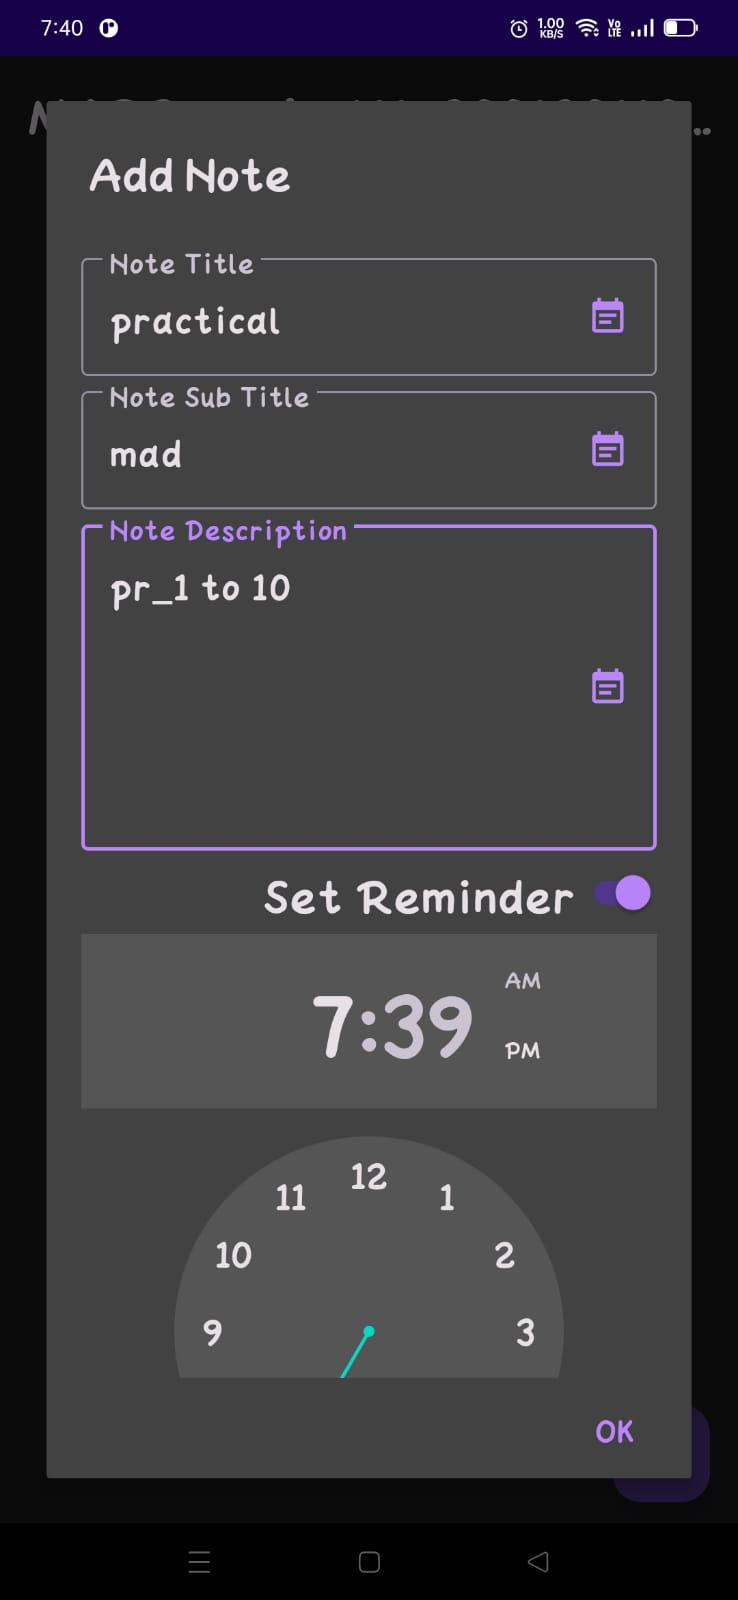 7:40
1.00
KB/S
Vo
LTE
Add Note
Note Title
practical
Note Sub Title
mad
Note Description
pr_1 to 10
Set Reminder
7:39
AM
PM
12
11
1
10
2
9
3
OK